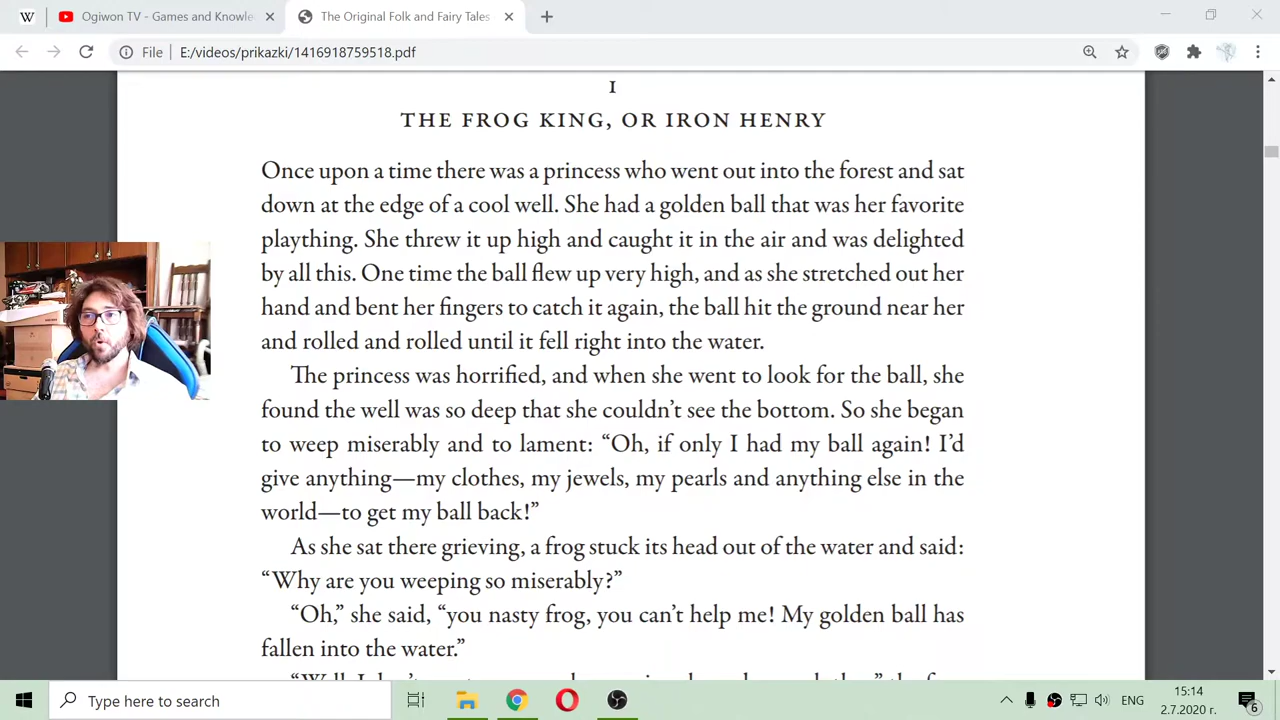 W
Ogiwon TV - Games and Knowle
The Original Folk and Fairy Tales
File E:/videos/prikazki/1416918759518.pdf
I
THE FROG KING, OR IRON HENRY
Once upon a time there was a princess who went out into the forest and sat
down at the edge of a cool well. She had a golden ball that was her favorite
plaything. She threw it up high and caught it in the air and was delighted
by all this. One time the ball flew up very high, and as she stretched out her
hand and bent her fingers to catch it again, the ball hit the ground near her
and rolled and rolled until it fell right into the water.
The princess was horrified, and when she went to look for the ball, she
found the well was so deep that she couldn’t see the bottom. So she began
to weep miserably and to lament: “Oh, if only I had my ball again! I’d
give anything—my clothes, my jewels, my pearls and anything else in the
world—to get my ball back!”
As she sat there grieving, a frog stuck its head out of the water and said:
“Why are you weeping so miserably?”
“Oh,” she said, “you nasty frog, you can’t help me! My golden ball has
fallen into the water.”
Type here to search
ЕНГ
15:14
2.7.2020 г.
6